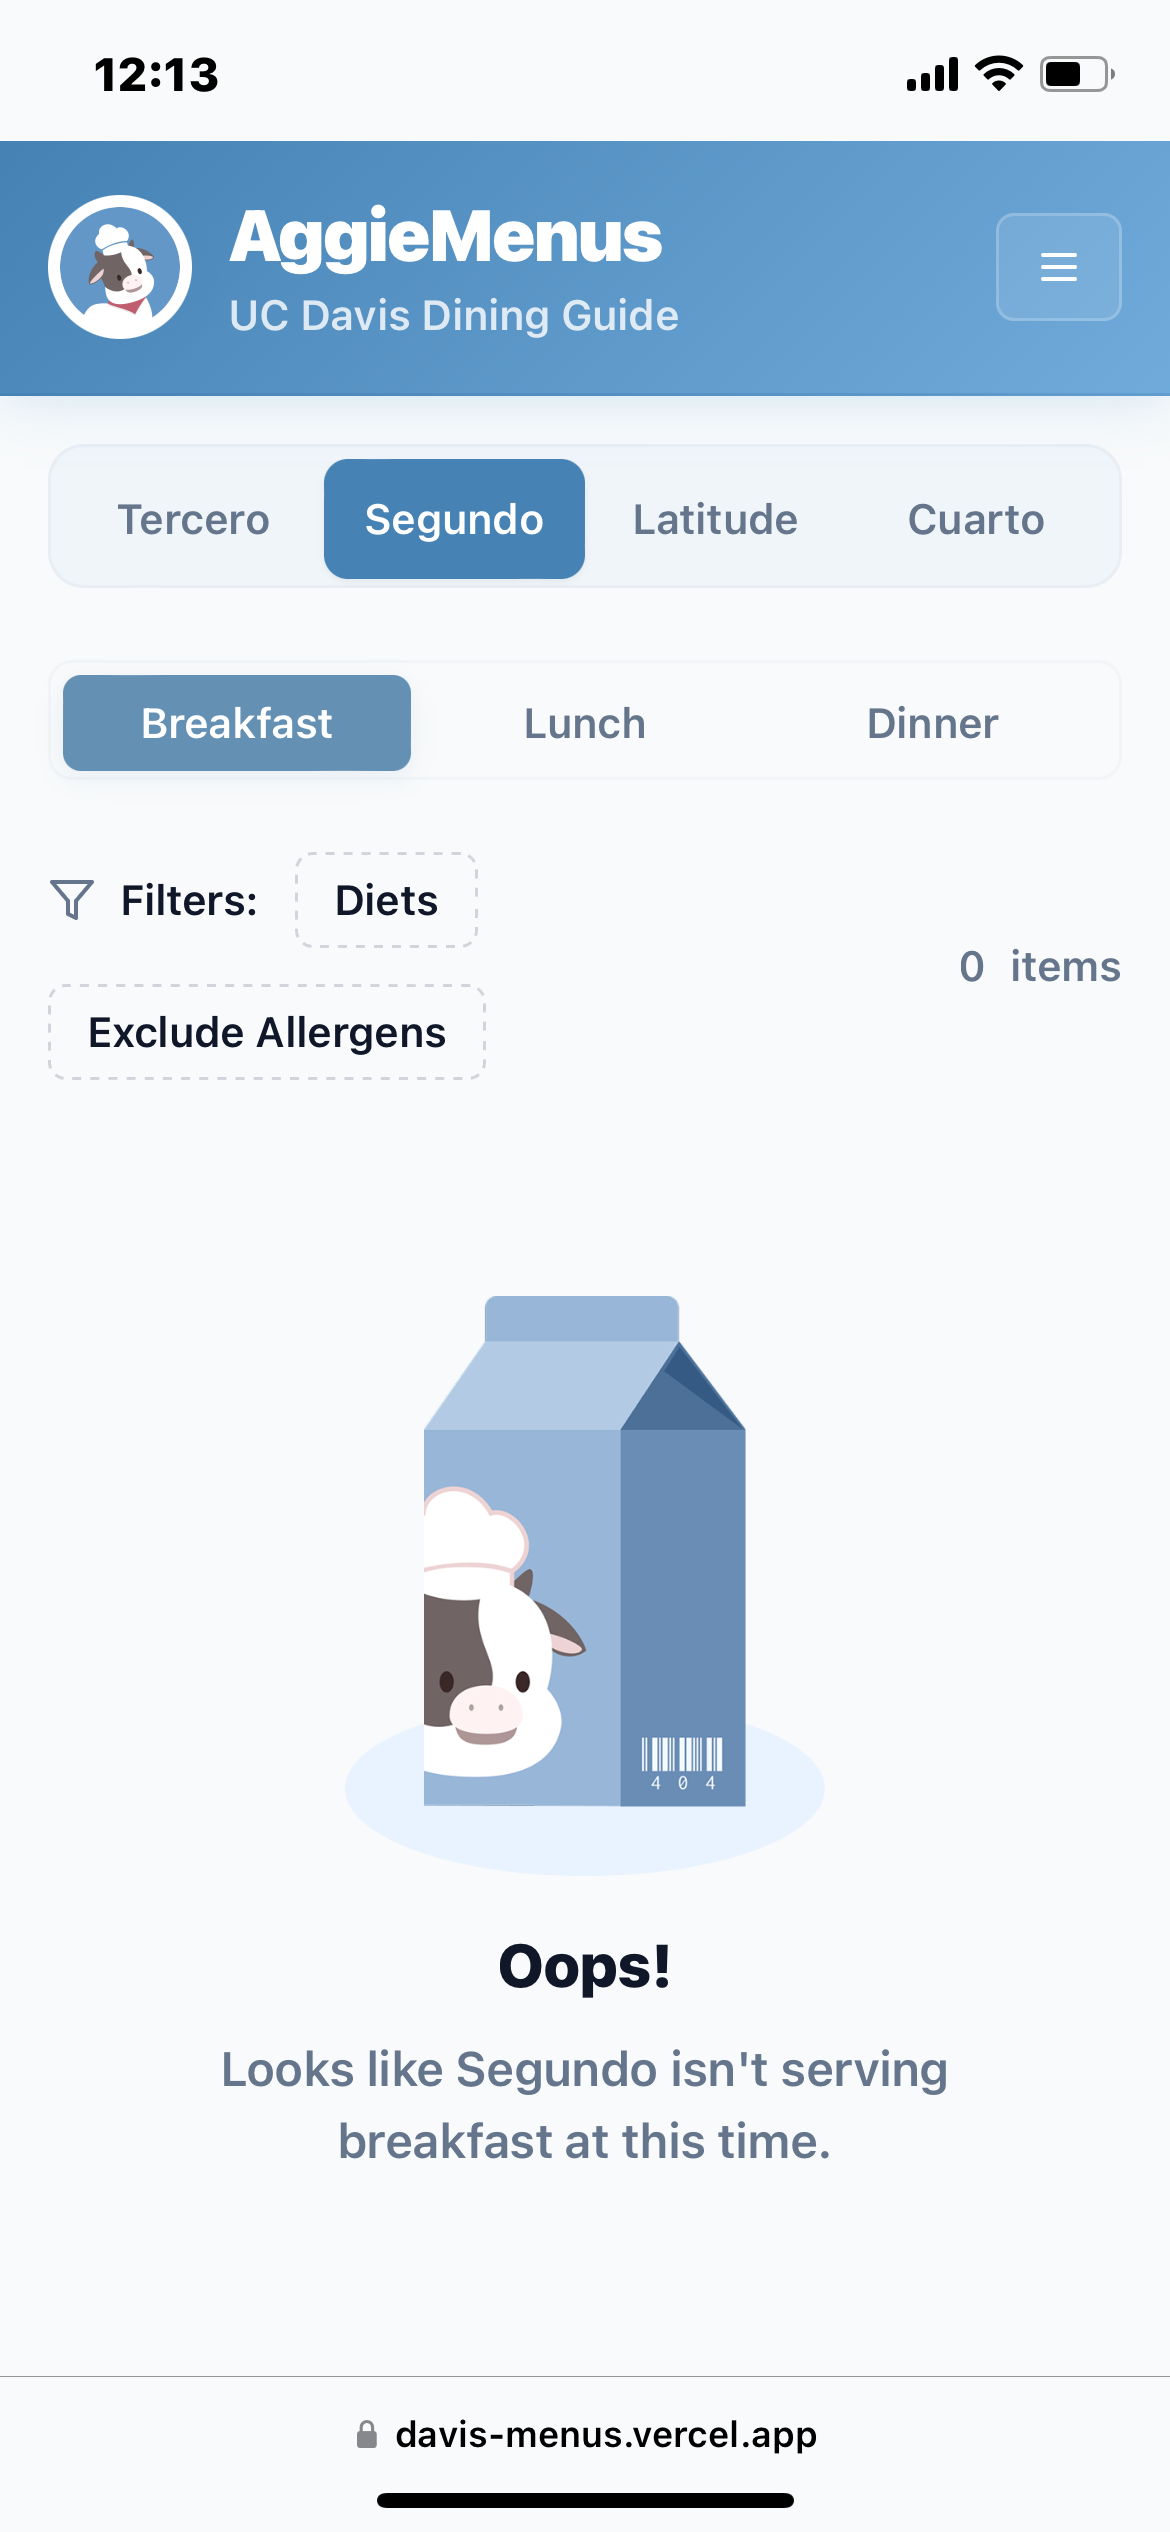 12:13
AggieMenus
UC Davis Dining Guide
Tercero Segundo Latitude Cuarto
Breakfast Lunch Dinner
Filters: Diets
0 items
Exclude Allergens
4 0 4
Oops!
Looks like Segundo isn't serving
breakfast at this time.
davis-menus.vercel.app